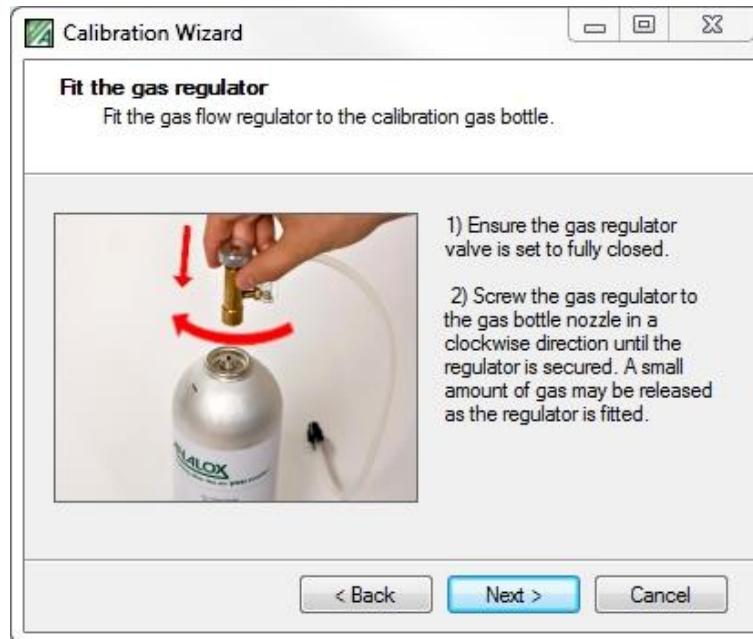 Calibration Wizard
Fit the gas regulator
Fit the gas flow regulator to the calibration gas bottle.
1) Ensure the gas regulator
valve is set to fully closed.
2) Screw the gas regulator to
the gas bottle nozzle in a
clockwise direction until the
regulator is secured. A small
amount of gas may be released
as the regulator is fitted.
ANALOX
< Back
Next >
Cancel